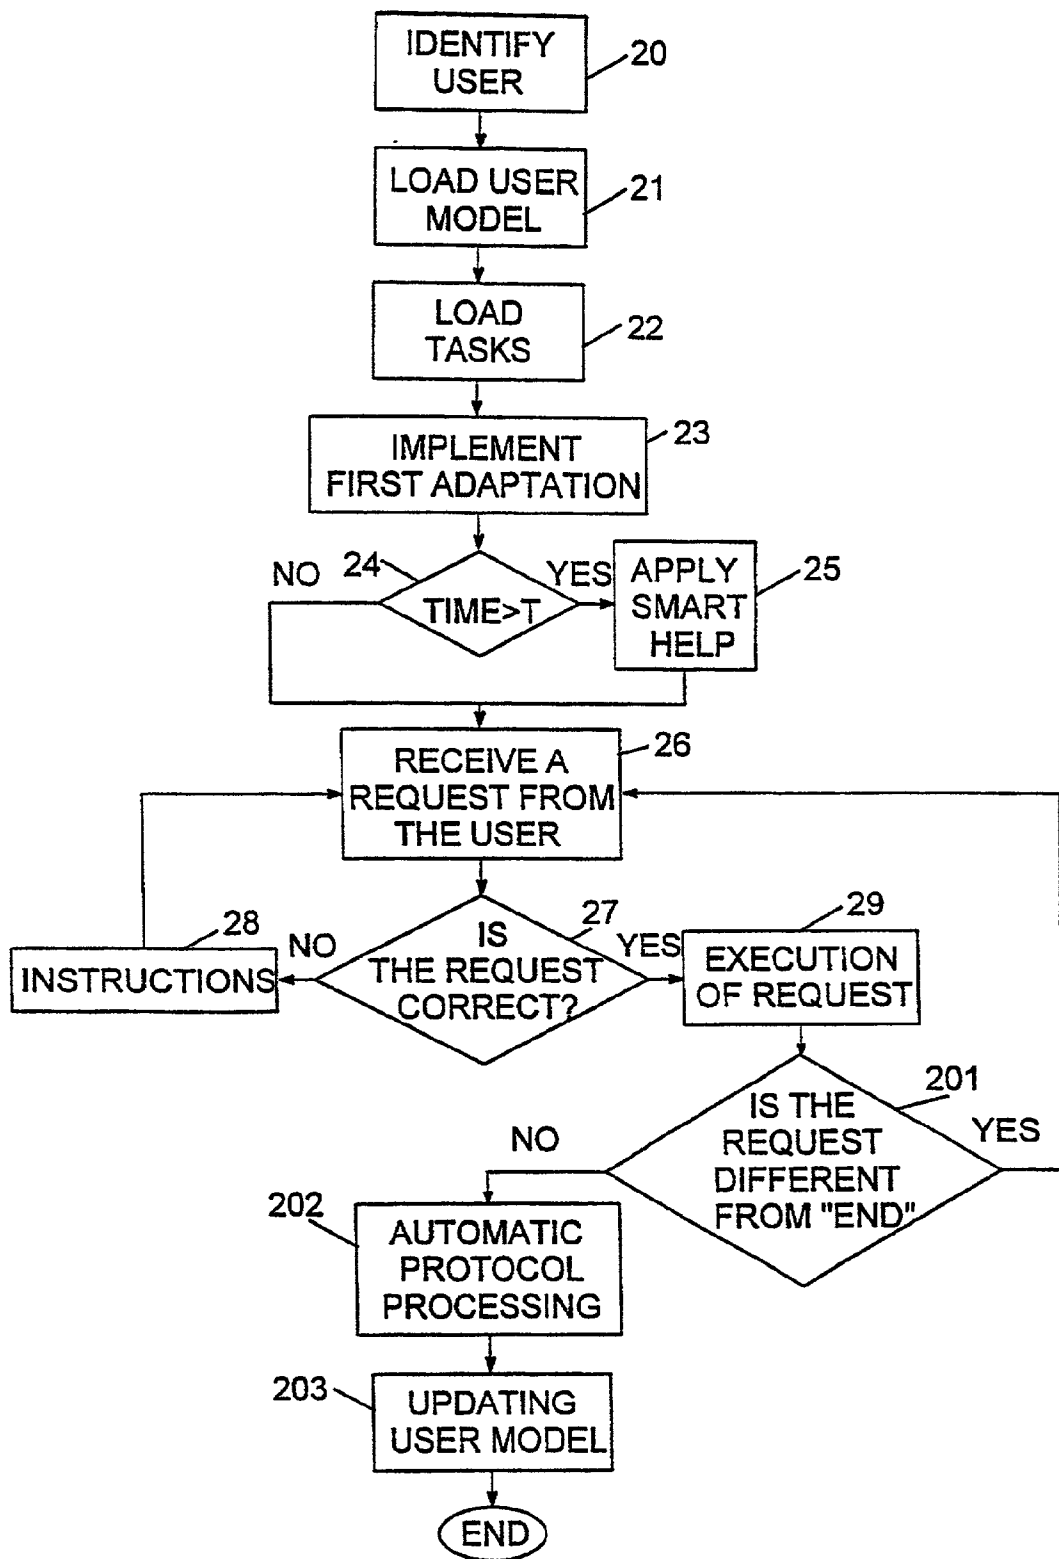 IDENTIFY
USER
20
LOAD USER
MODEL
21
LOAD
TASKS
22
IMPLEMENT
FIRST ADAPTATION
23
NO
24
TIME>T
YES
APPLY
SMART
HELP
25
RECEIVE A
REQUEST FROM
THE USER
26
28
INSTRUCTIONS
NO
IS
THE REQUEST
CORRECT?
27
YES
29
EXECUTION
OF REQUEST
201
IS THE
REQUEST
DIFFERENT
FROM "END"
YES
NO
202
AUTOMATIC
PROTOCOL
PROCESSING
203
UPDATING
USER MODEL
END